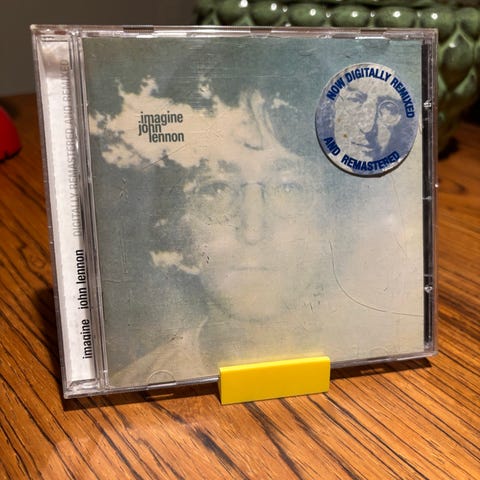 .imagine
john
lennon
NOW DIGITALLY REMIXED
AND REMASTERED
imagine john lennon DIGITALLY REMASTERED AND REMIXED